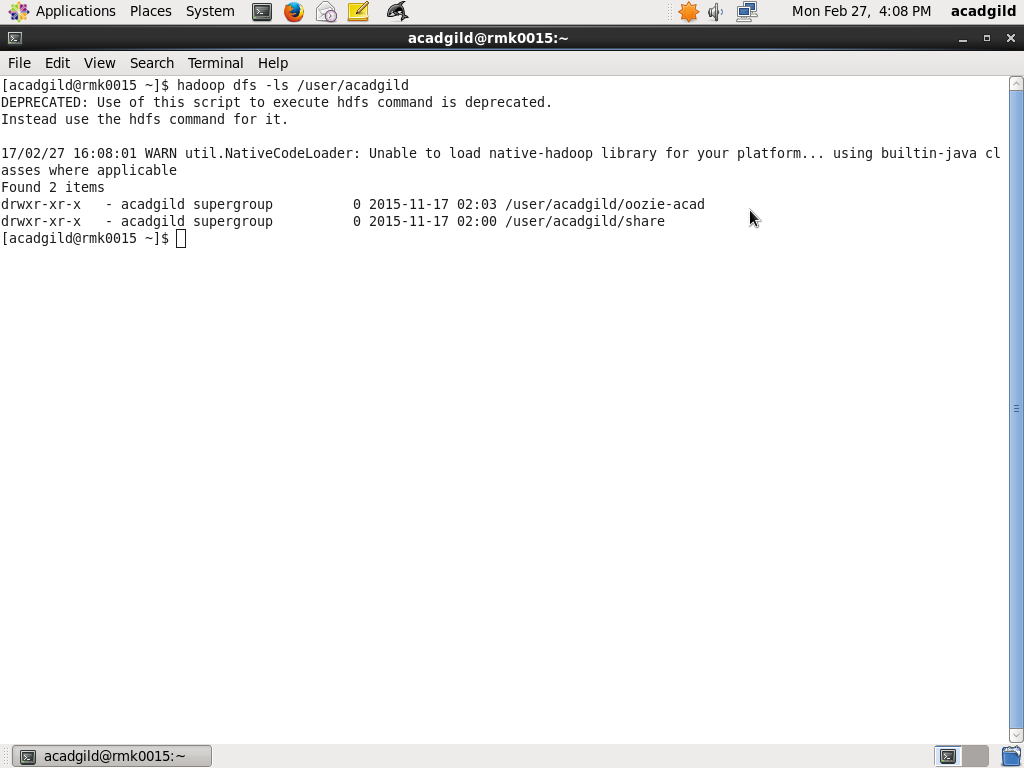 Applications Places System Mon Feb 27, 4:08 PM acadgild
acadgild@rmk0015:~
File Edit View Search Terminal Help
[acadgild@rmk0015 ~]$ hadoop dfs -ls /user/acadgild
DEPRECATED: Use of this script to execute hdfs command is deprecated.
Instead use the hdfs command for it.
17/02/27 16:08:01 WARN util.NativeCodeLoader: Unable to load native-hadoop library for your platform... using builtin-java cl
asses where applicable
Found 2 items
drwxr-xr-x   - acadgild supergroup          0 2015-11-17 02:03 /user/acadgild/oozie-acad
drwxr-xr-x   - acadgild supergroup          0 2015-11-17 02:00 /user/acadgild/share
[acadgild@rmk0015 ~]$
acadgild@rmk0015:~